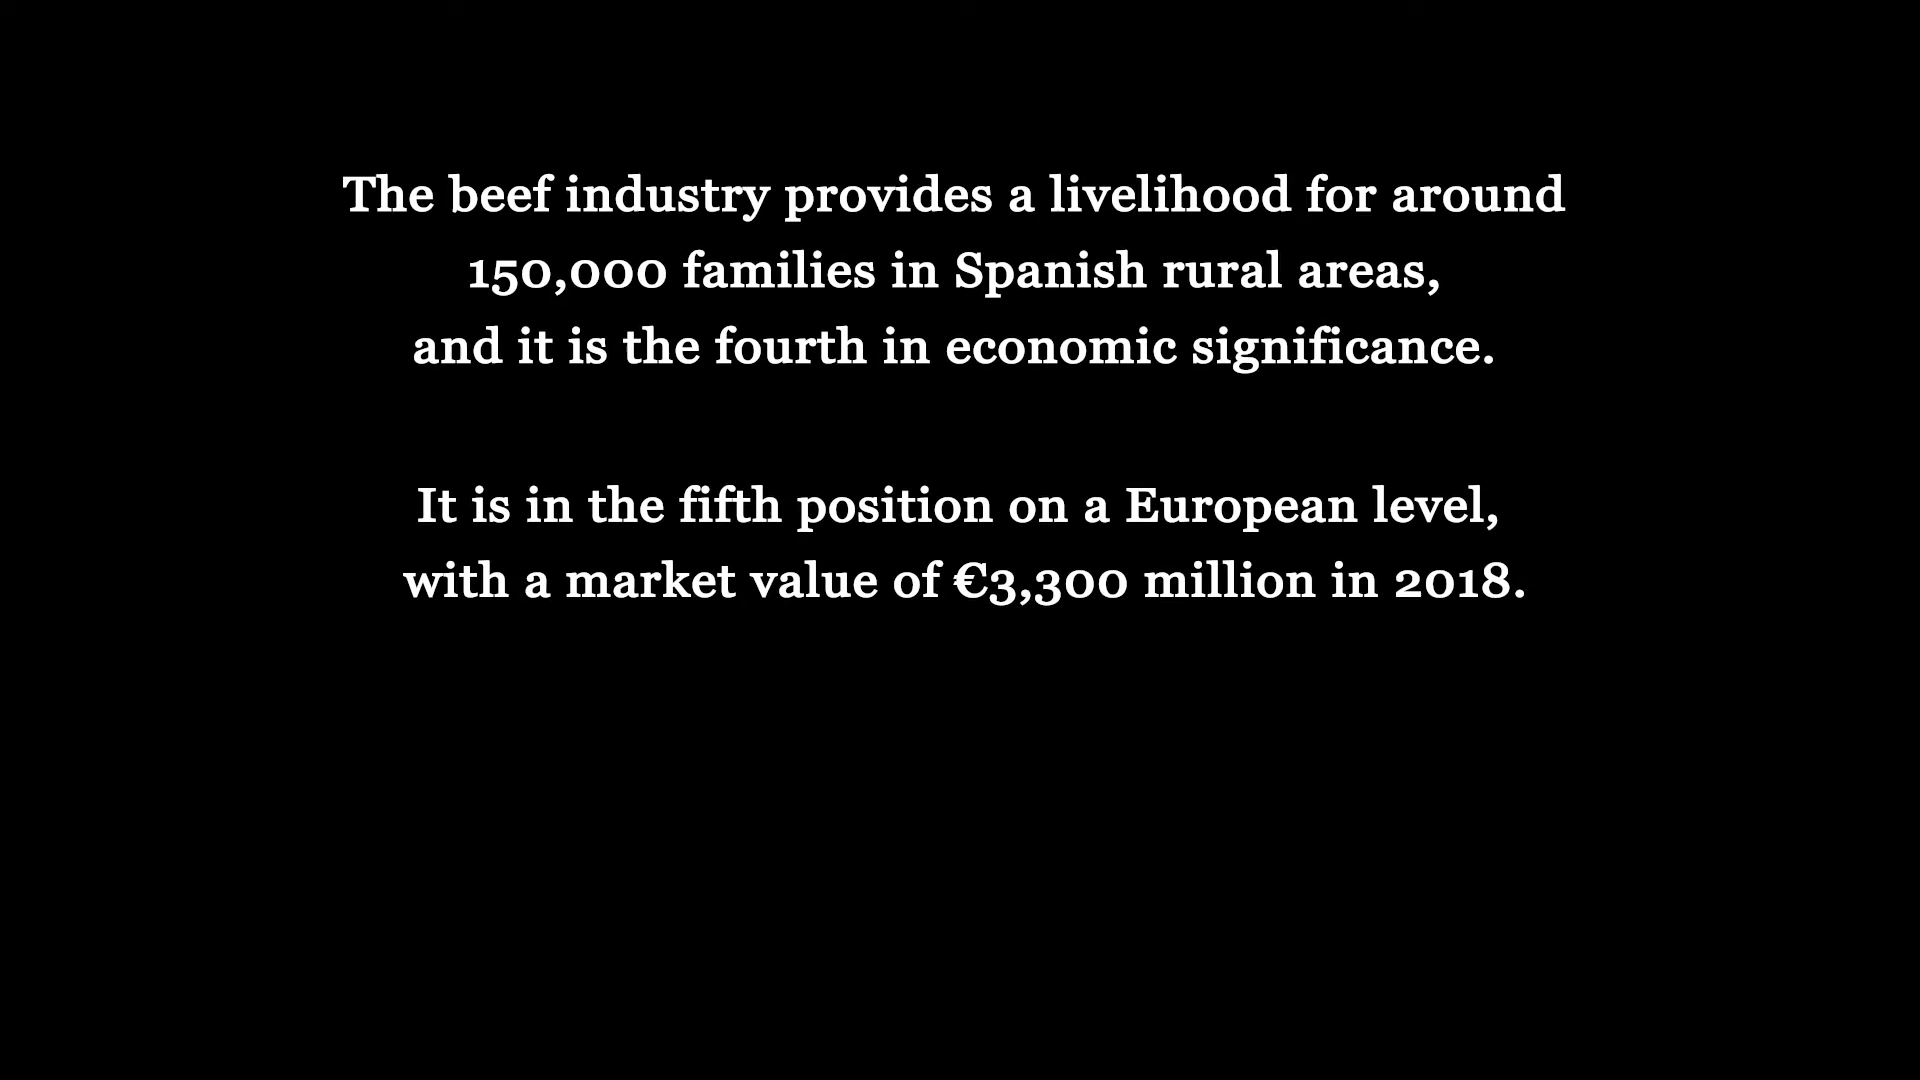 The beef industry provides a livelihood for around
150,000 families in Spanish rural areas,
and it is the fourth in economic significance.
It is in the fifth position on a European level,
with a market value of €3,300 million in 2018.